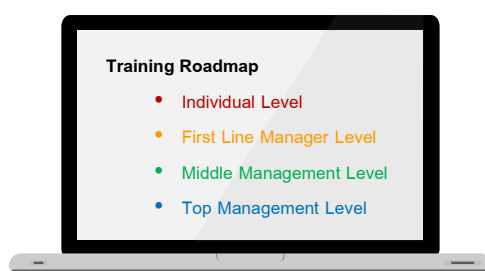 Training Roadmap
• Individual Level
• First Line Manager Level
• Middle Management Level
• Top Management Level